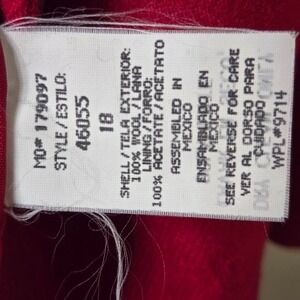 MO# 179097
STYLE/ESTILO:
46055
18
SHELL/TELA EXTERIOR:
100% WOOL/LANA
LINING/FORRO:
100% ACETATE/ACETATO
ASSEMBLED IN
MEXICO
ENSAMBLADO EN
MEXICO
SEE REVERSE FOR CARE
VER AL DORSO PARA
CUIDADO
WPL#9714